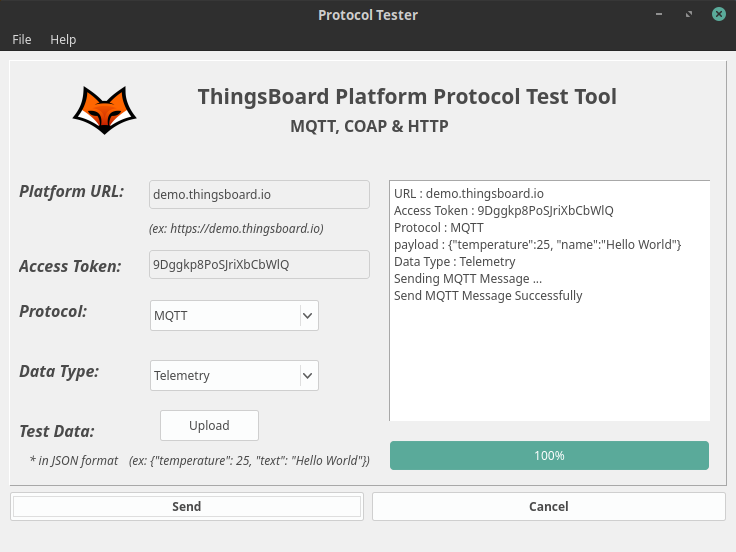 Protocol Tester
File Help
ThingsBoard Platform Protocol Test Tool
MQTT, COAP & HTTP
Platform URL: demo.thingsboard.io
(ex: https://demo.thingsboard.io)
Access Token: 9Dggkp8PoSJriXbCbWlQ
Protocol: MQTT
Data Type: Telemetry
Test Data: Upload
* in JSON format (ex: {"temperature": 25, "text": "Hello World"})
URL : demo.thingsboard.io
Access Token : 9Dggkp8PoSJriXbCbWlQ
Protocol : MQTT
payload : {"temperature":25, "name":"Hello World"}
Data Type : Telemetry
Sending MQTT Message ...
Send MQTT Message Successfully
100%
Send Cancel